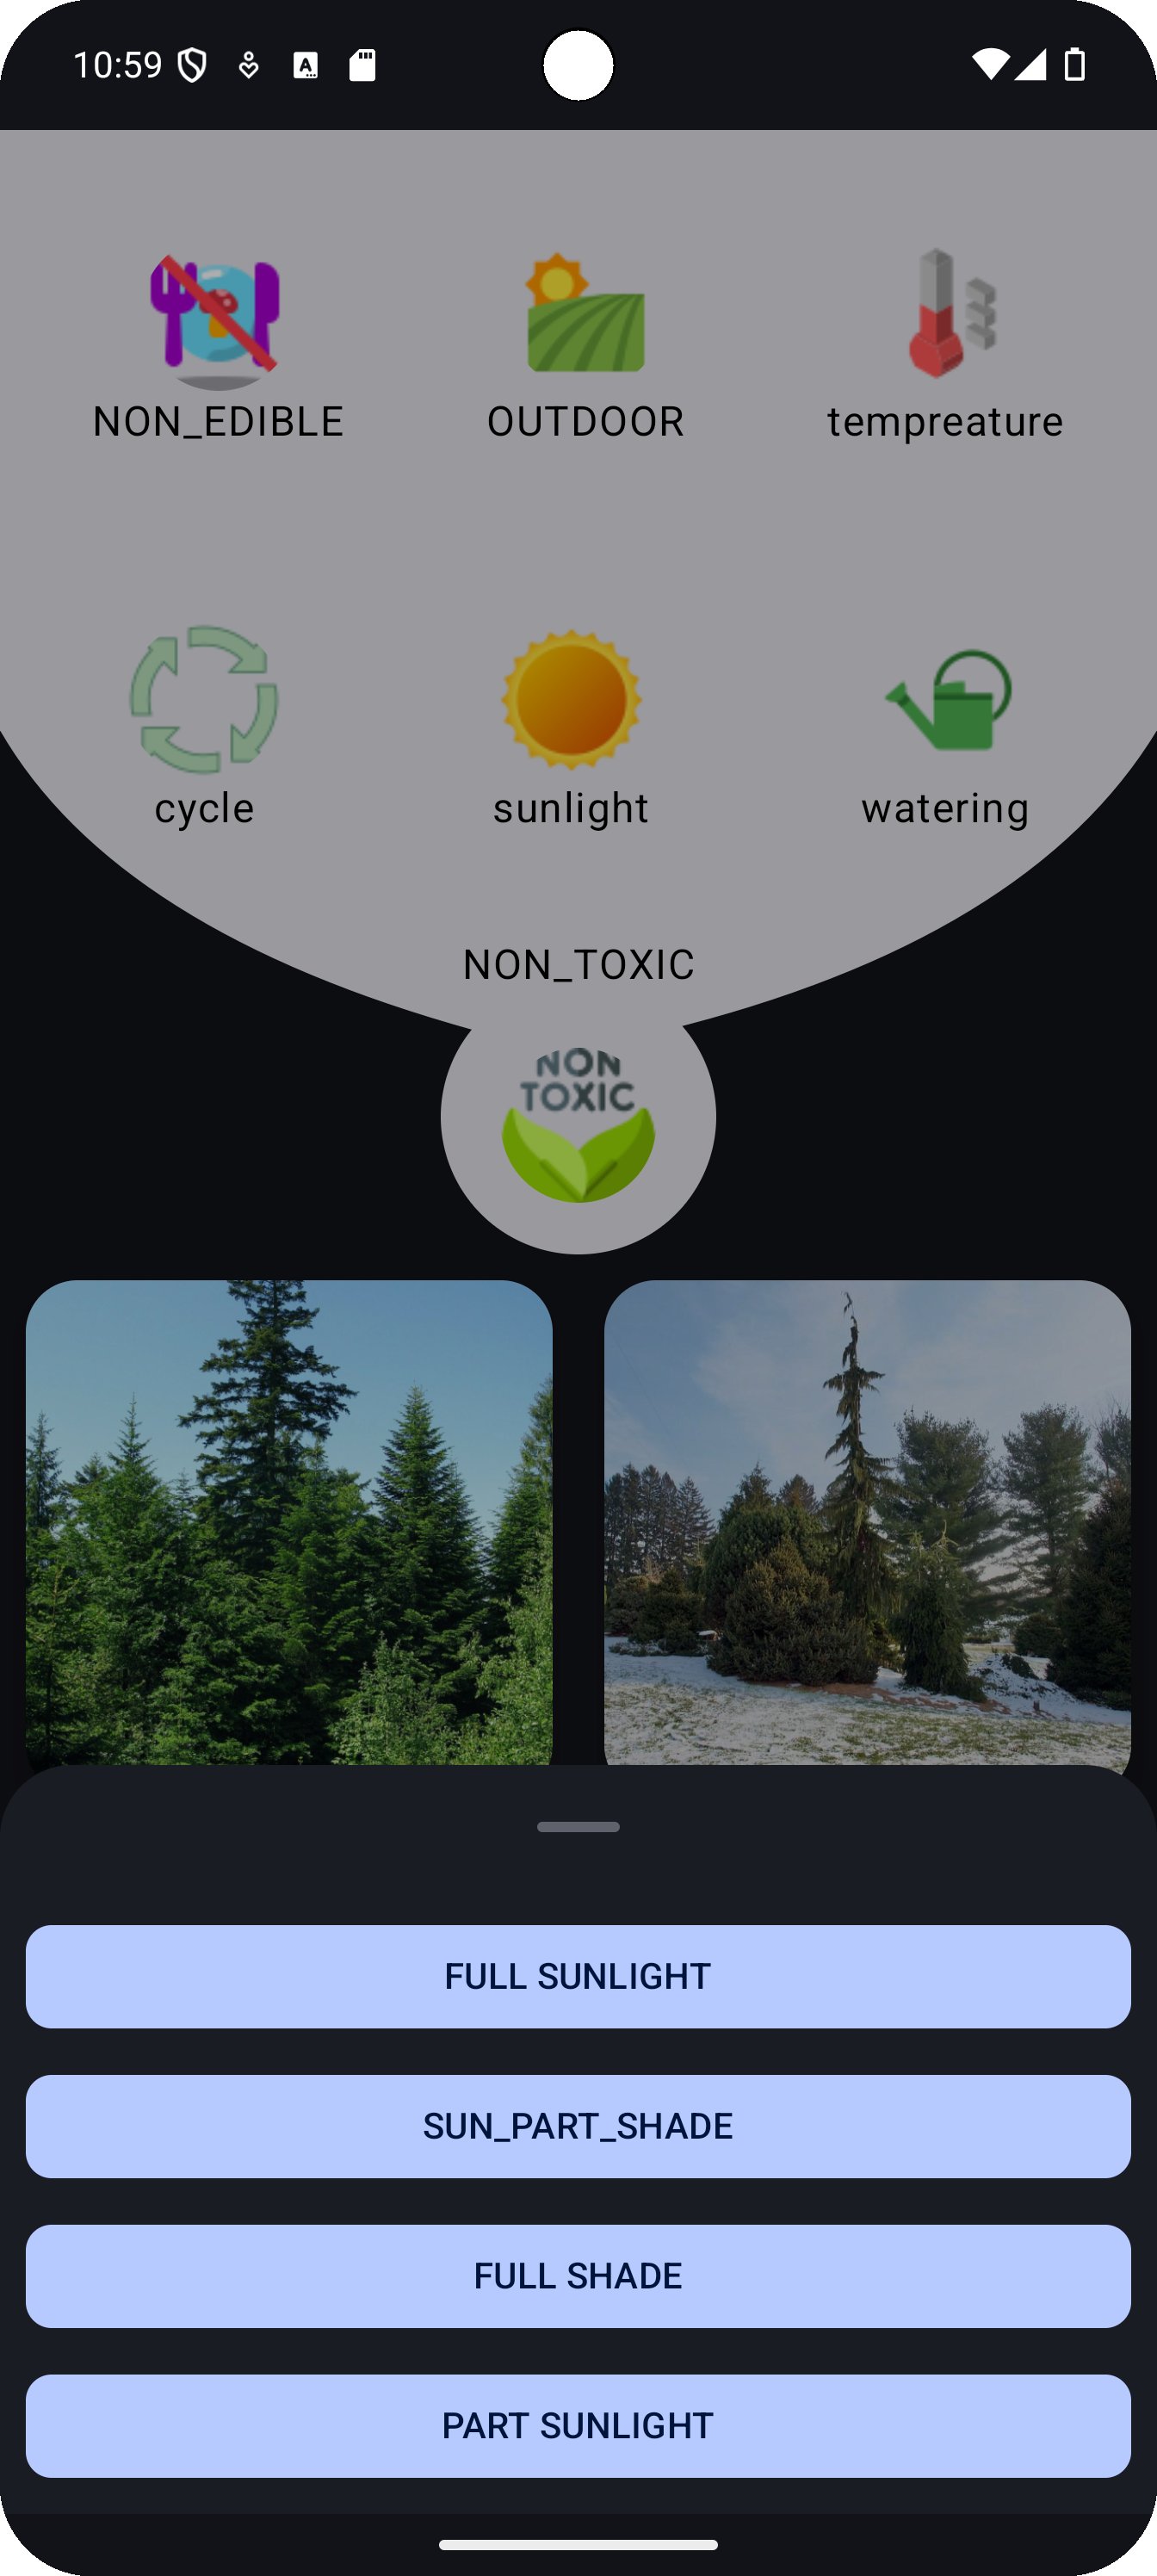 10:59
NON_EDIBLE
OUTDOOR
tempreature
cycle
sunlight
watering
NON_TOXIC
NON
TOXIC
FULL SUNLIGHT
SUN_PART_SHADE
FULL SHADE
PART SUNLIGHT